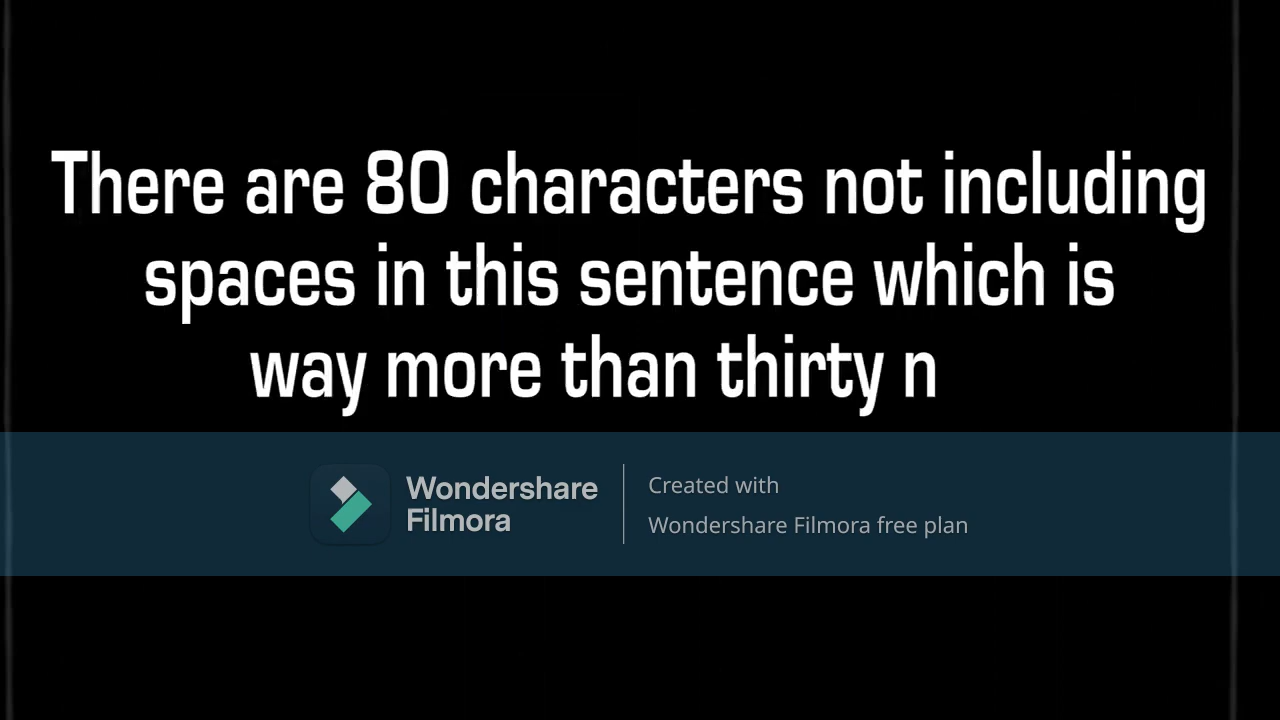 There are 80 characters not including
spaces in this sentence which is
way more than thirty n
Wondershare
Filmora
Created with
Wondershare Filmora free plan